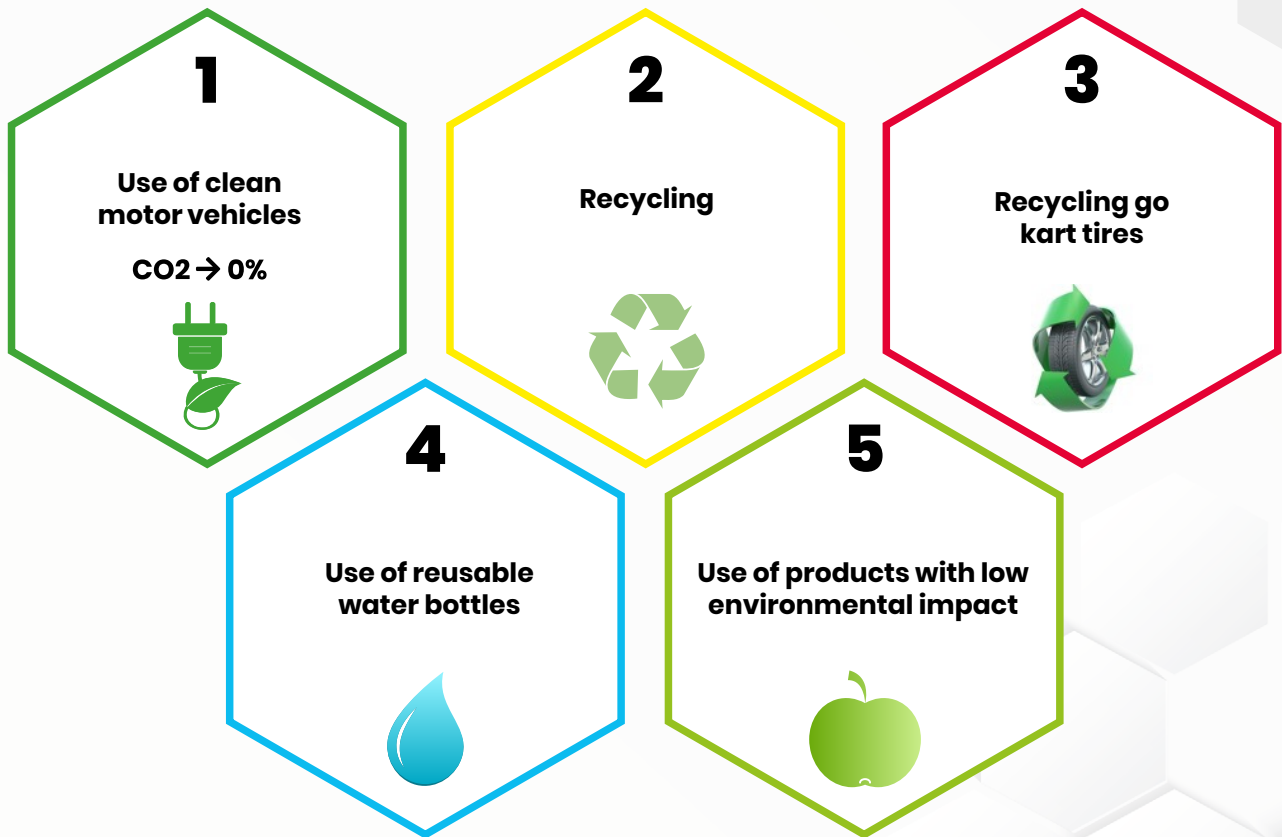 1
Use of clean
motor vehicles
CO2 → 0%
2
Recycling
3
Recycling go
kart tires
4
Use of reusable
water bottles
5
Use of products with low
environmental impact